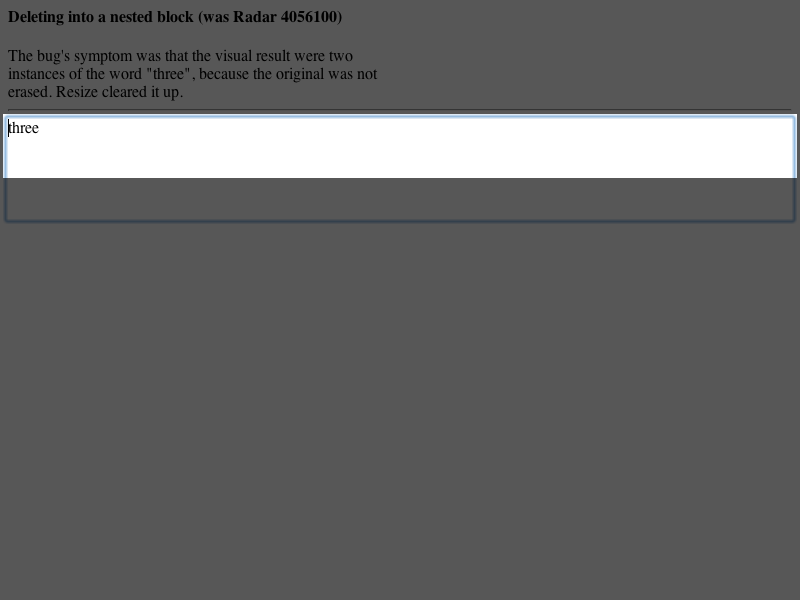 Deleting into a nested block (was Radar 4056100)
The bug's symptom was that the visual result were two
instances of the word "three", because the original was not
erased. Resize cleared it up.
three